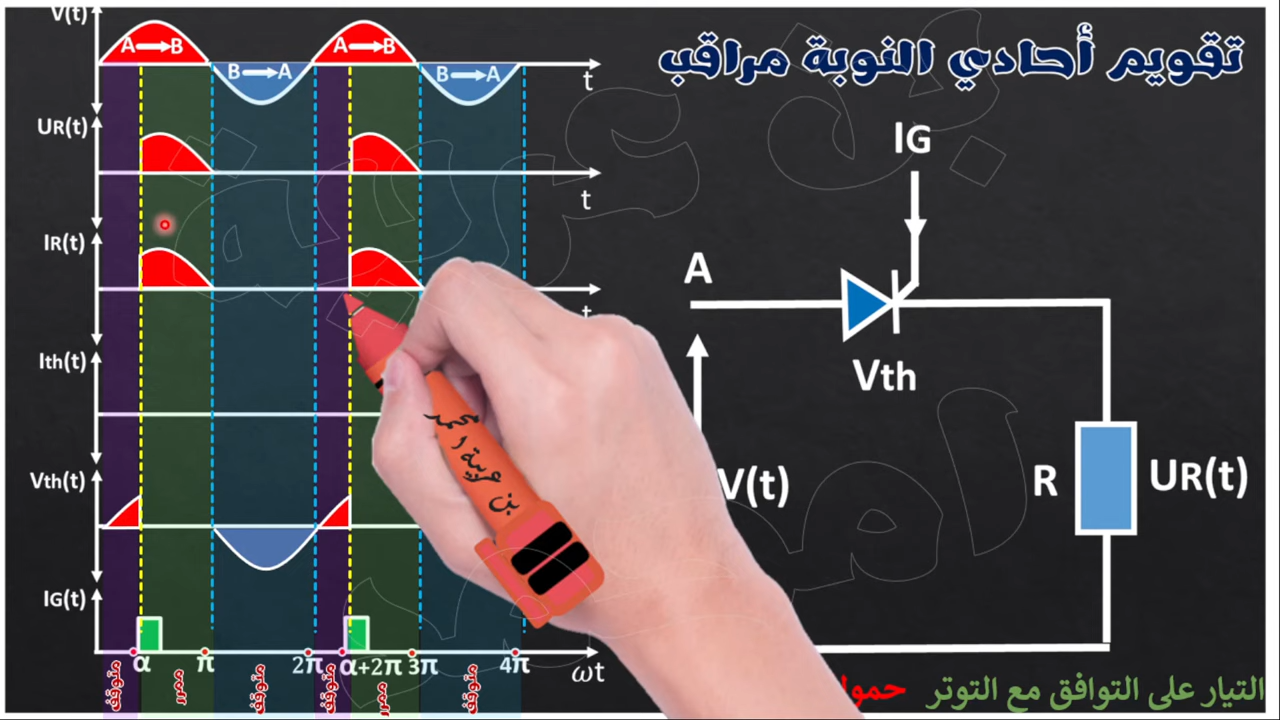 تقويم أحادي النوبة مراقب
V(t)
A B
A B
B A
B A
t
UR(t)
t
IR(t)
t
Ith(t)
Vth(t)
IG(t)
α π 2π α+2π 3π 4π ωt
متوقف
ممرر
متوقف
متوقف
ممرر
متوقف
IG
A
Vth
V(t)
R
UR(t)
التيار على التوافق مع التوتر